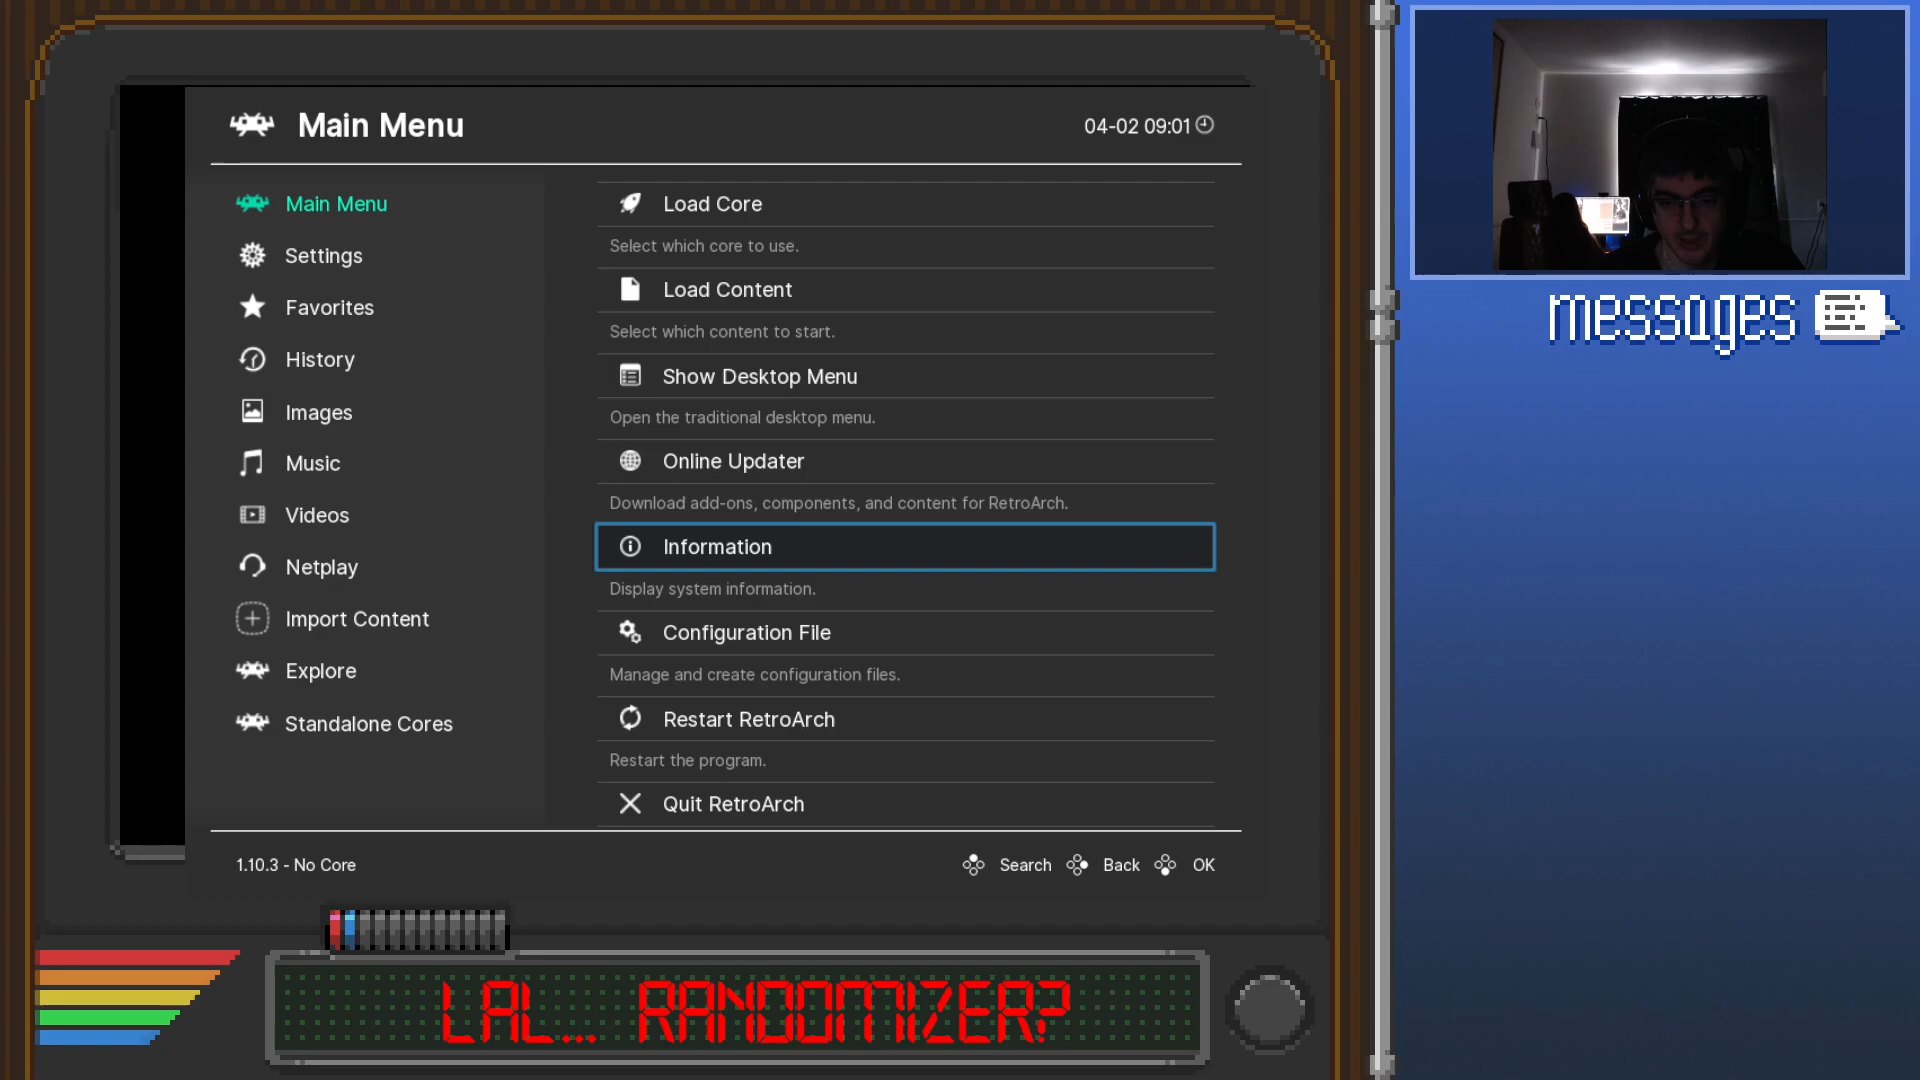 Main Menu
04-02 09:01
Main Menu
Settings
Favorites
History
Images
Music
Videos
Netplay
Import Content
Explore
Standalone Cores
Load Core
Select which core to use.
Load Content
Select which content to start.
Show Desktop Menu
Open the traditional desktop menu.
Online Updater
Download add-ons, components, and content for RetroArch.
Information
Display system information.
Configuration File
Manage and create configuration files.
Restart RetroArch
Restart the program.
Quit RetroArch
1.10.3 - No Core
Search
Back
OK
messages
LAL... RANDOMIZER?